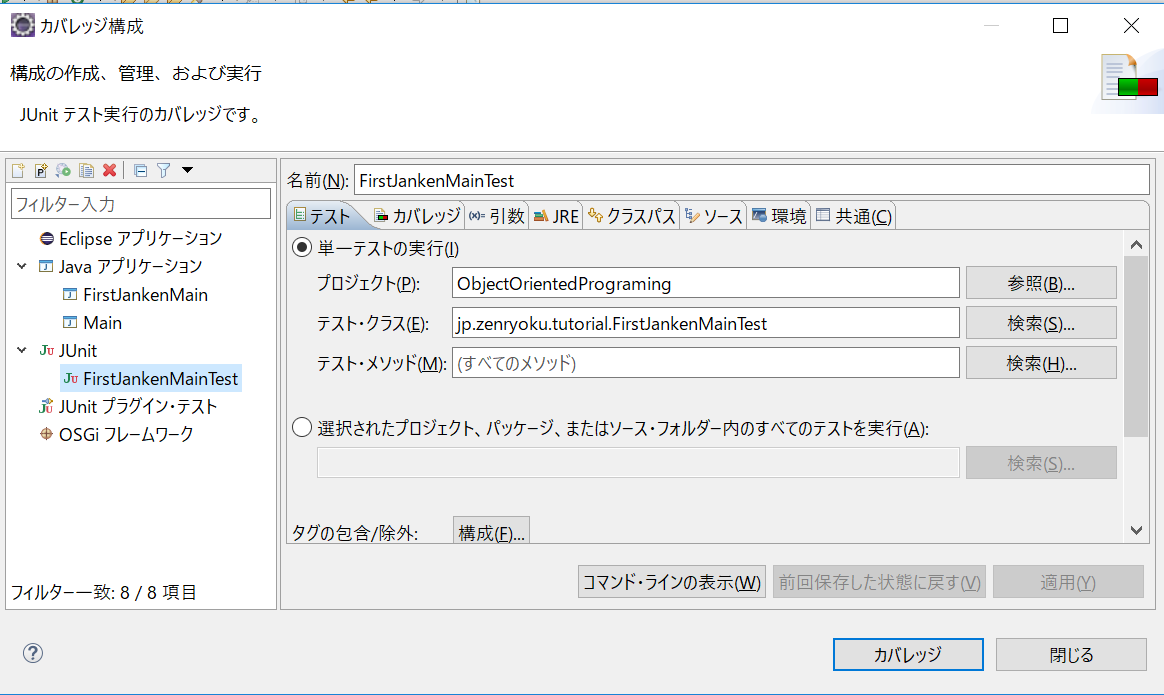 カバレッジ構成
構成の作成、管理、および実行
JUnit テスト実行のカバレッジです。
フィルター入力
Eclipse アプリケーション
Java アプリケーション
FirstJankenMain
Main
JUnit
FirstJankenMainTest
JUnit プラグイン・テスト
OSGi フレームワーク
フィルター一致: 8 / 8 項目
名前(N): FirstJankenMainTest
テスト カバレッジ (x)= 引数 JRE クラスパス ソース 環境 共通(C)
単一テストの実行(I)
プロジェクト(P): ObjectOrientedPrograming 参照(B)...
テスト・クラス(E): jp.zenryoku.tutorial.FirstJankenMainTest 検索(S)...
テスト・メソッド(M): (すべてのメソッド) 検索(H)...
選択されたプロジェクト、パッケージ、またはソース・フォルダー内のすべてのテストを実行(A):
検索(S)...
タグの包含/除外: 構成(F)...
コマンド・ラインの表示(W) 前回保存した状態に戻す(V) 適用(Y)
カバレッジ 閉じる